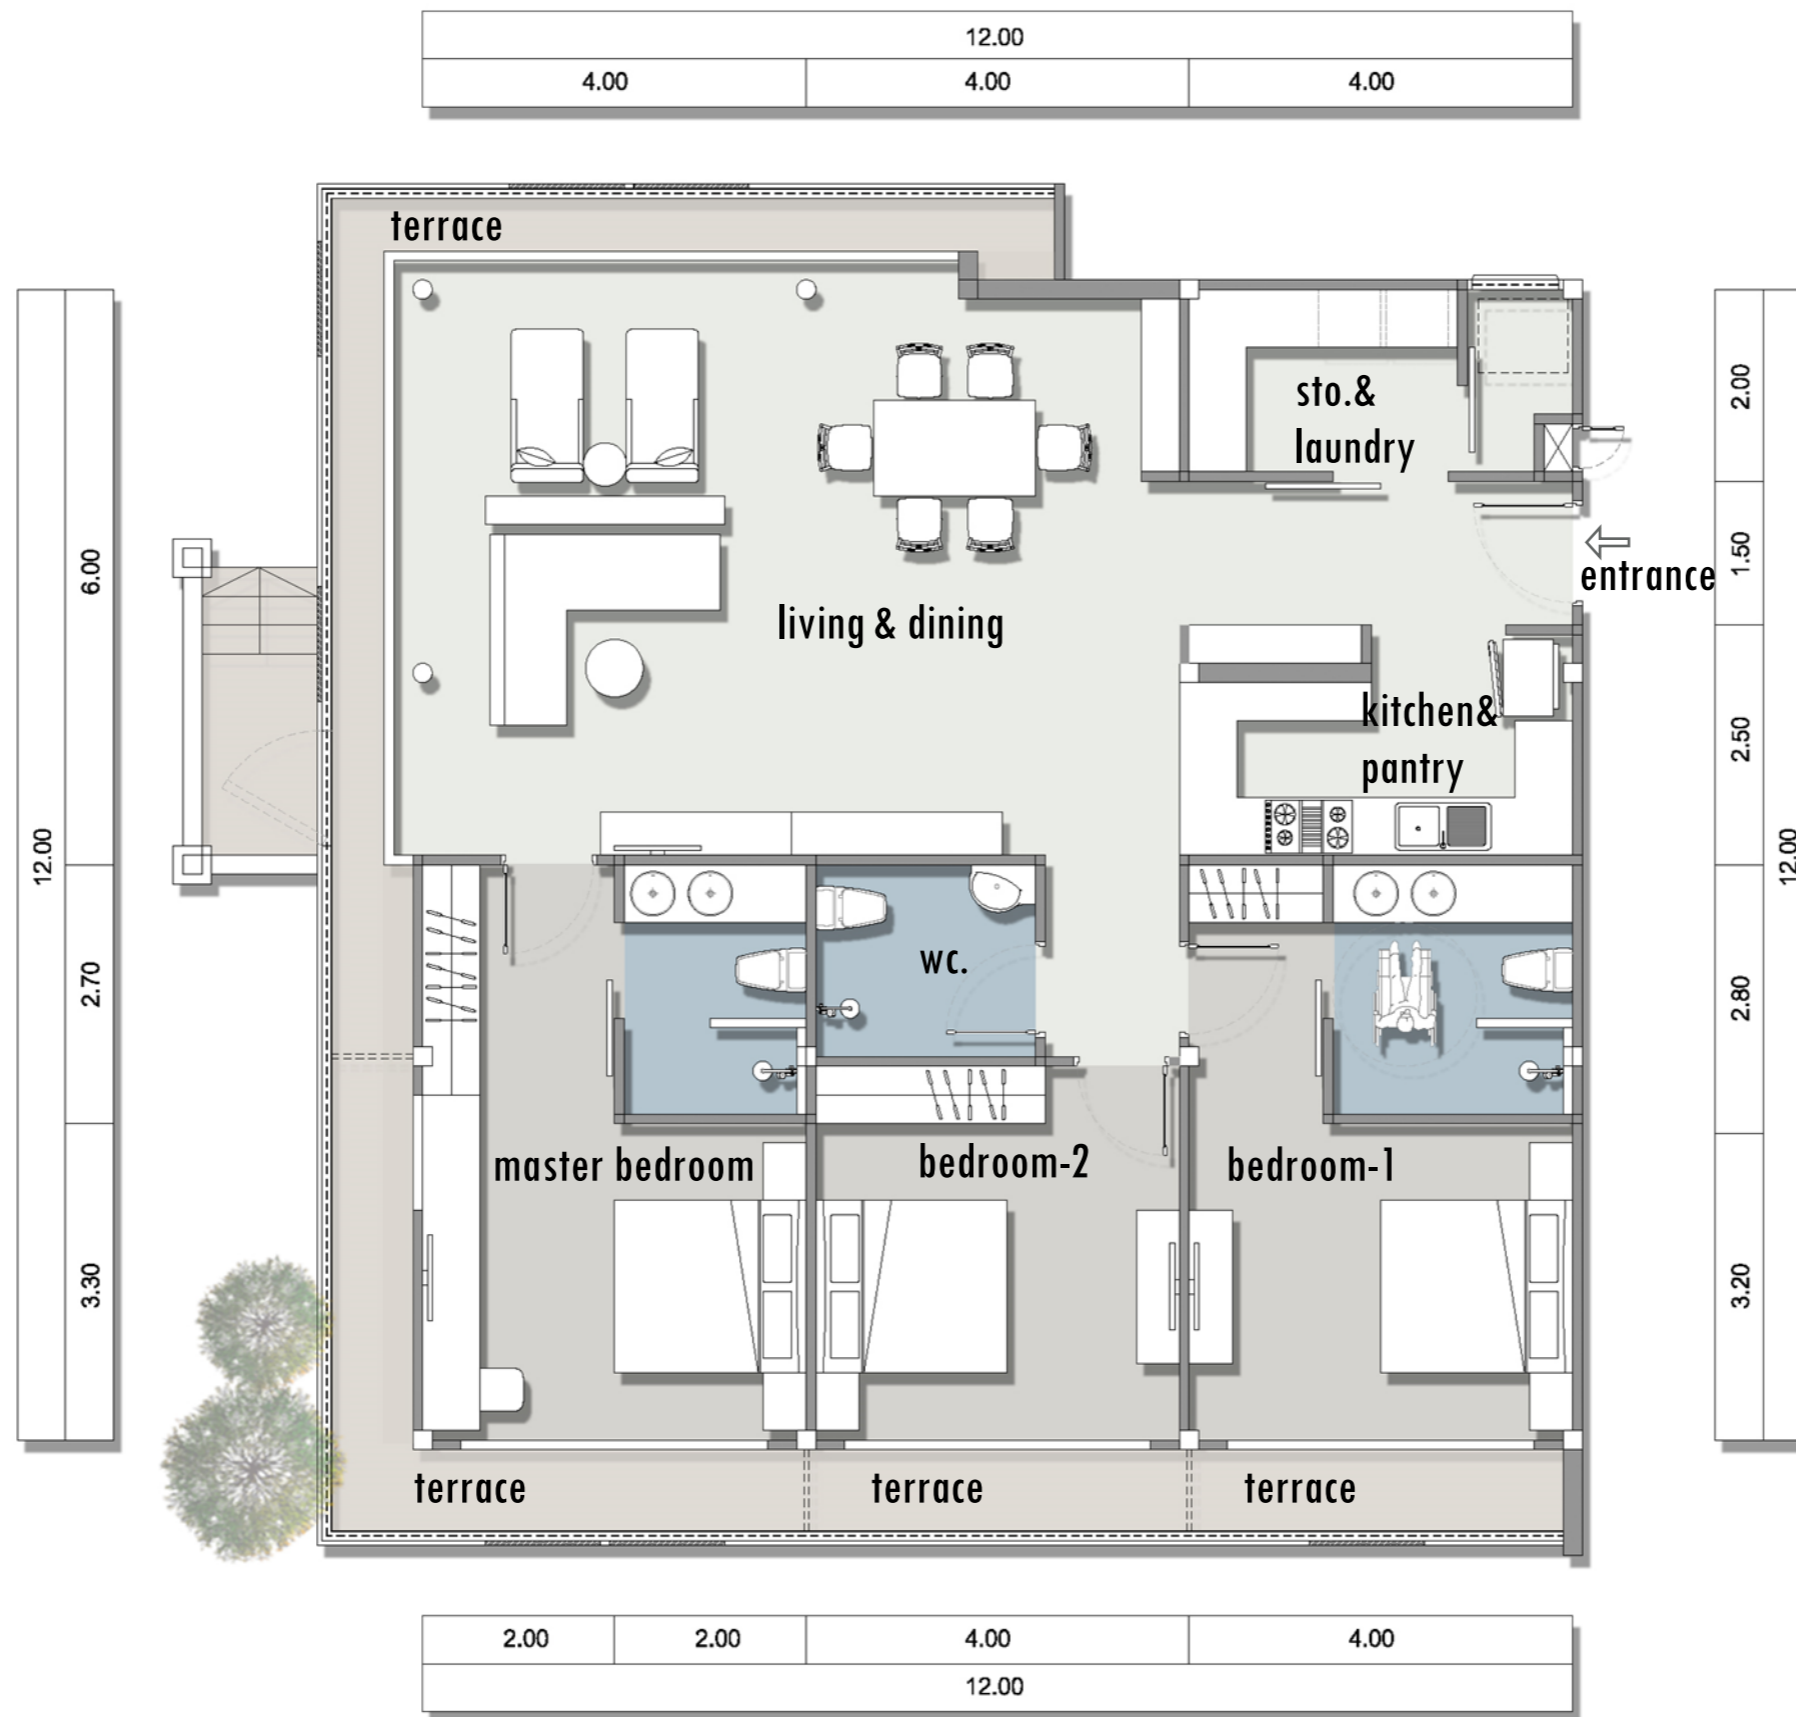 12.00
4.00 4.00 4.00
terrace
sto.&
laundry
entrance
living & dining
kitchen&
pantry
wc.
master bedroom
bedroom-2
bedroom-1
terrace
terrace
terrace
6.00
2.70
3.30
12.00
2.00
1.50
2.50
2.80
3.20
12.00
2.00 2.00 4.00 4.00
12.00